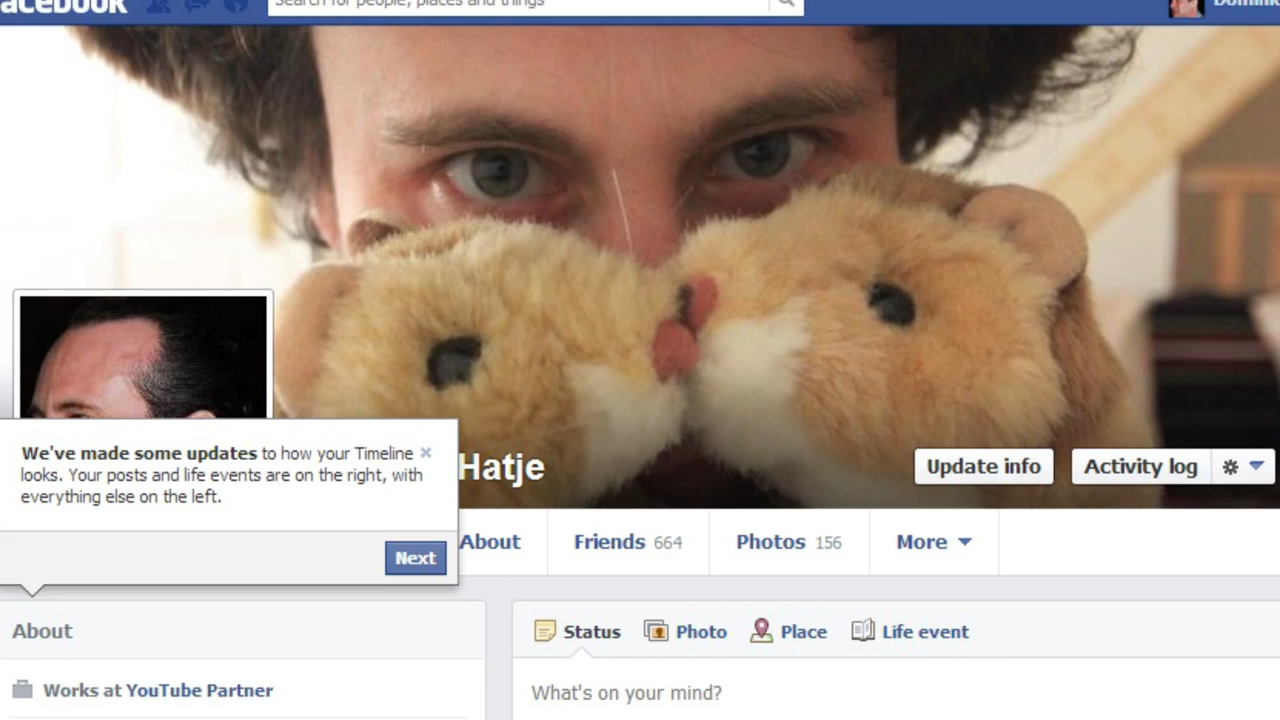 facebook
Search for people, places and things
Hatje
Update info
Activity log
We've made some updates to how your Timeline
looks. Your posts and life events are on the right, with
everything else on the left.
Next
About
Friends 664
Photos 156
More
About
Status
Photo
Place
Life event
Works at YouTube Partner
What's on your mind?